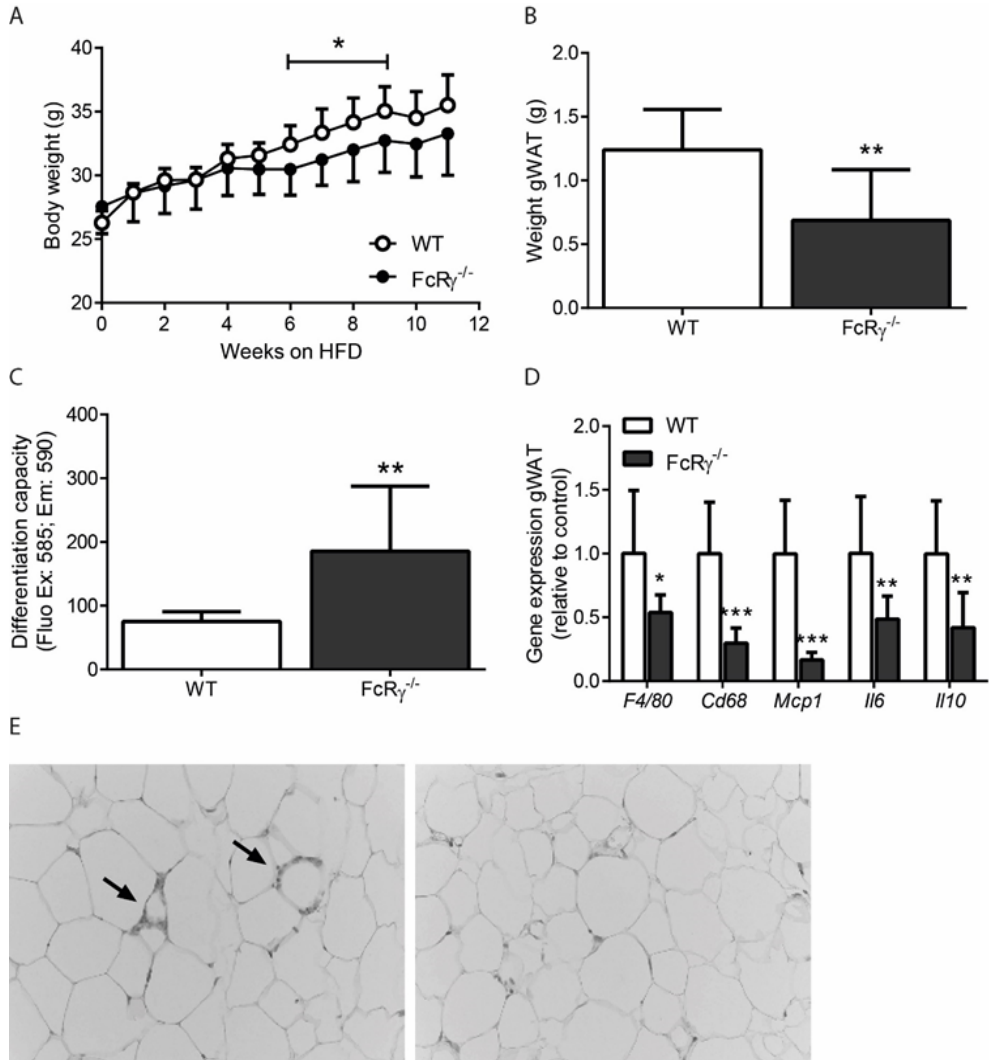 A
Body weight (g)
40
35
30
25
20
*
WT
FcRγ-/-
0 2 4 6 8 10 12
Weeks on HFD
B
Weight gWAT (g)
2.0
1.5
1.0
0.5
0.0
**
WT FcRγ-/-
C
Differentiation capacity
(Fluo Ex: 585; Em: 590)
400
300
200
100
0
**
WT FcRγ-/-
D
Gene expression gWAT
(relative to control)
2.0
1.5
1.0
0.5
0.0
WT
FcRγ-/-
* *** *** ** **
F4/80 Cd68 Mcp1 Il6 Il10
E